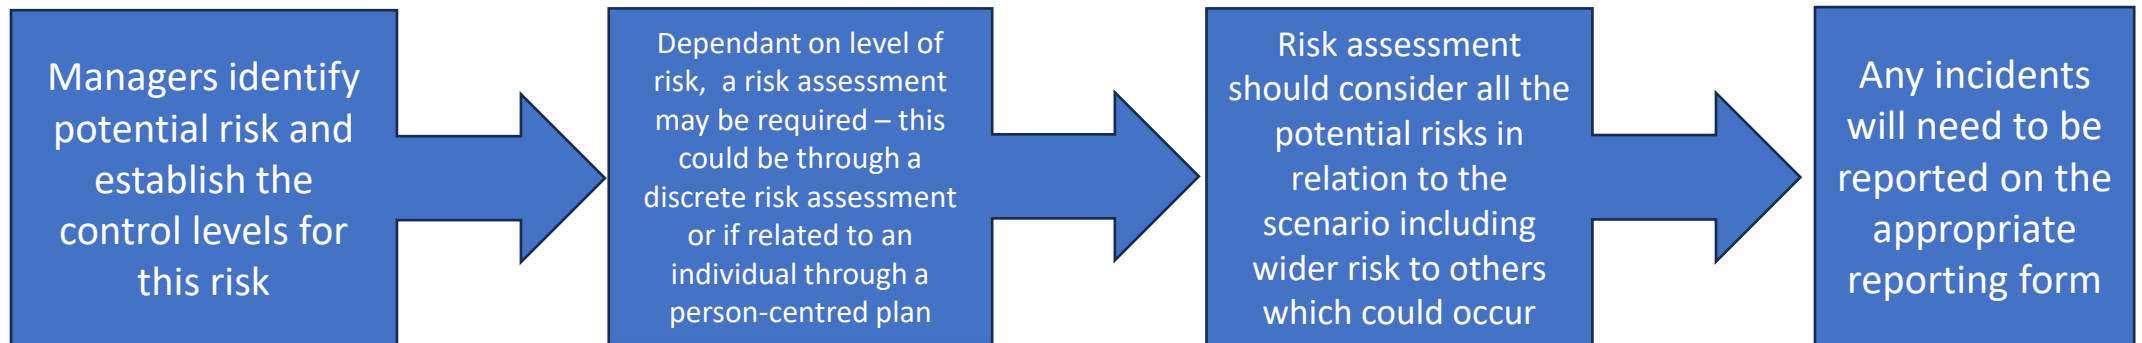 Managers identify
potential risk and
establish the
control levels for
this risk
Dependant on level of
risk,  a risk assessment
may be required – this
could be through a
discrete risk assessment
or if related to an
individual through a
person-centred plan
Risk assessment
should consider all the
potential risks in
relation to the
scenario including
wider risk to others
which could occur
Any incidents
will need to be
reported on the
appropriate
reporting form